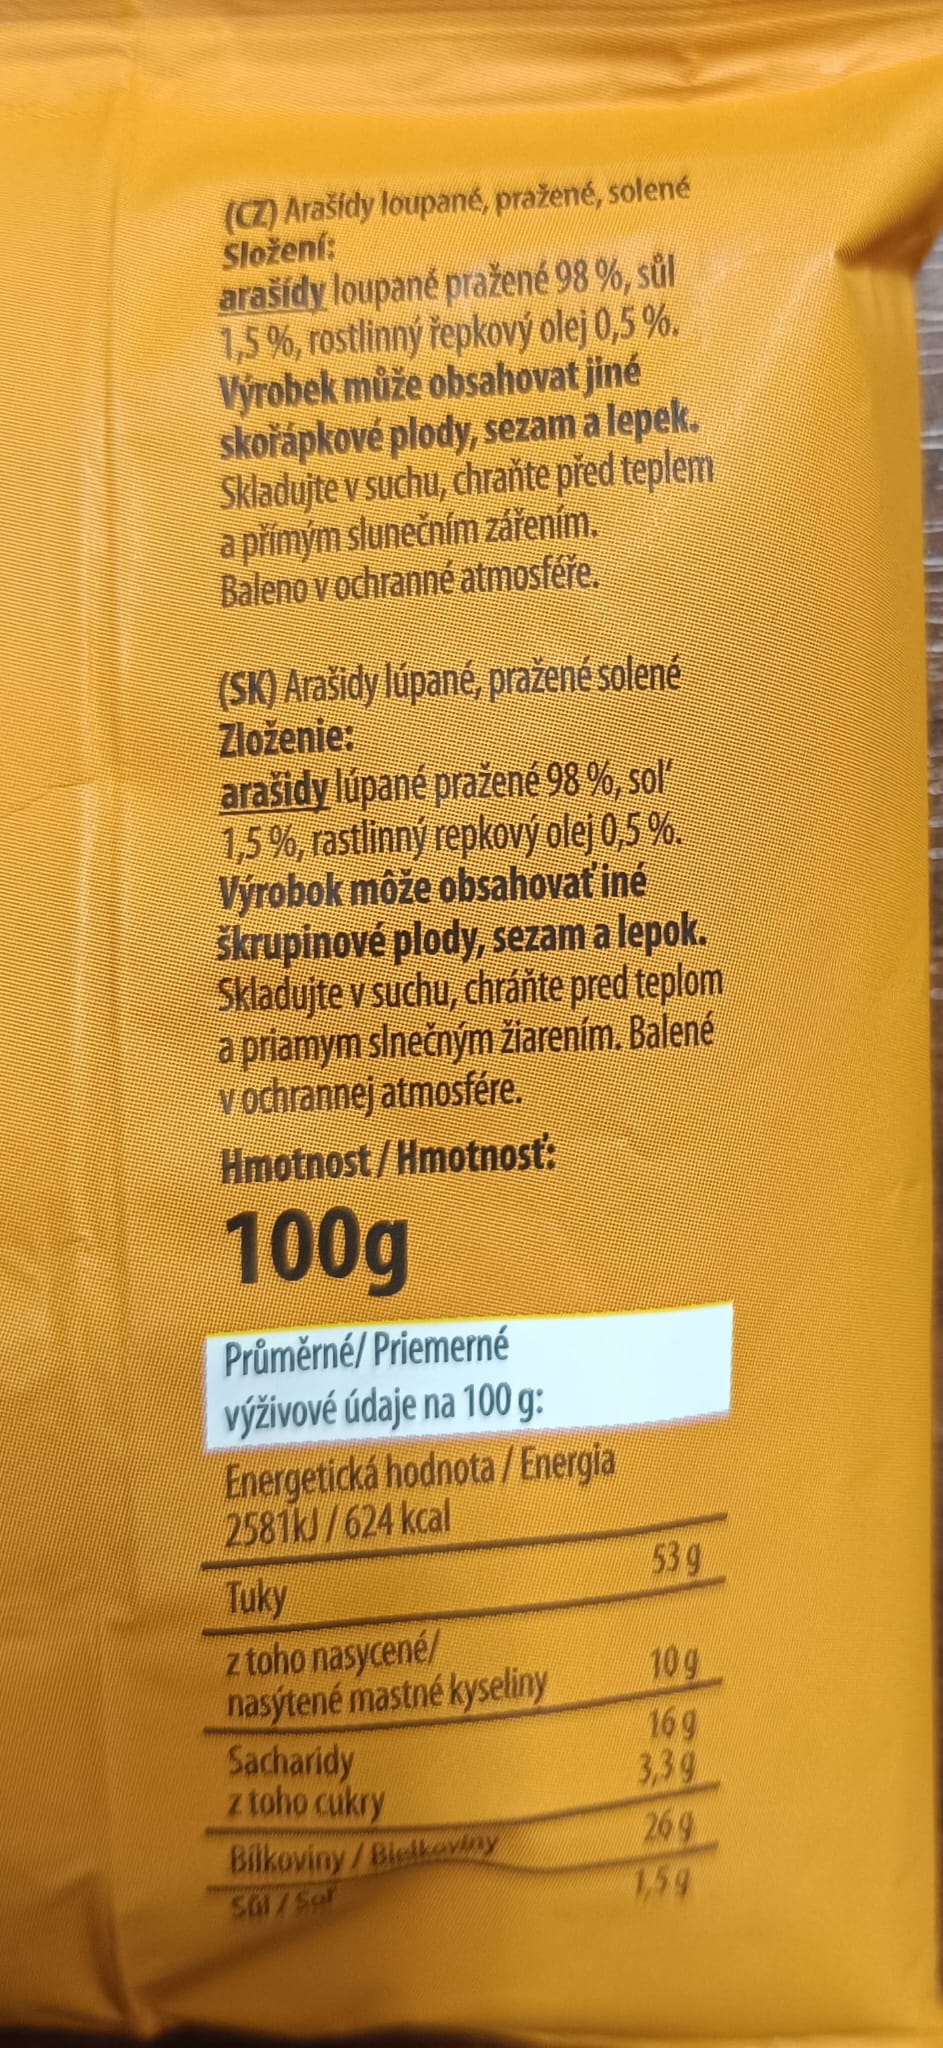 (CZ) Arašídy loupané, pražené, solené
Složení:
arašídy loupané pražené 98 %, sůl
1,5 %, rostlinný řepkový olej 0,5 %.
Výrobek může obsahovat jiné
skořápkové plody, sezam a lepek.
Skladujte v suchu, chraňte před teplem
a přímým slunečním zářením.
Baleno v ochranné atmosféře.
(SK) Arašidy lúpané, pražené solené
Zloženie:
arašidy lúpané pražené 98 %, soľ
1,5 %, rastlinný repkový olej 0,5 %.
Výrobok môže obsahovať iné
škrupinové plody, sezam a lepok.
Skladujte v suchu, chráňte pred teplom
a priamym slnečným žiarením. Balené
v ochrannej atmosfére.
Hmotnost / Hmotnosť:
100g
Průměrné/ Priemerné
výživové údaje na 100 g:
Energetická hodnota / Energia
2581kJ / 624 kcal
Tuky 53 g
z toho nasycené/
nasýtené mastné kyseliny 10 g
Sacharidy 16 g
z toho cukry 3,3 g
Bílkoviny / Bielkoviny 26 g
Sůl / Soľ 1,5 g